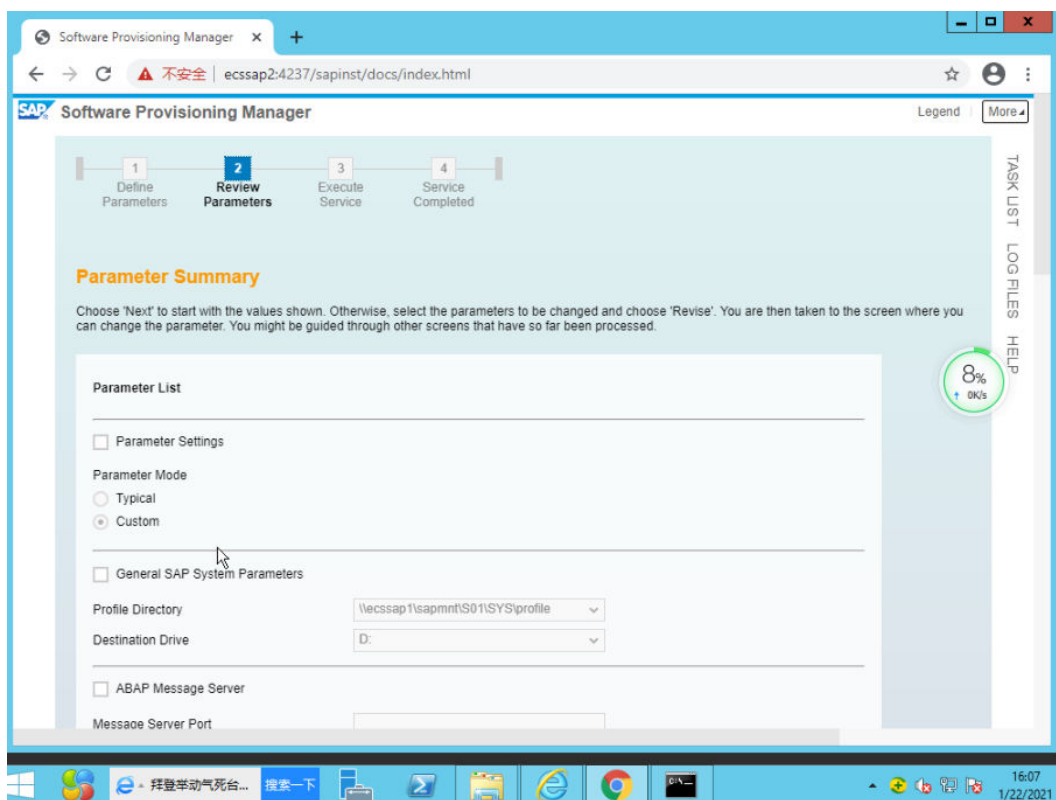 Software Provisioning Manager
不安全 ecssap2:4237/sapinst/docs/index.html
SAP Software Provisioning Manager
Legend
More
1
2
3
4
Define Parameters
Review Parameters
Execute Service
Service Completed
TASK LIST
LOG FILES
HELP
Parameter Summary
Choose 'Next' to start with the values shown. Otherwise, select the parameters to be changed and choose 'Revise'. You are then taken to the screen where you
can change the parameter. You might be guided through other screens that have so far been processed.
8%
0K/s
Parameter List
Parameter Settings
Parameter Mode
Typical
Custom
General SAP System Parameters
Profile Directory
\\ecssap1\sapmnt\S01\SYS\profile
Destination Drive
D:
ABAP Message Server
Message Server Port
拜登举动气死台...
搜索一下
16:07
1/22/2021